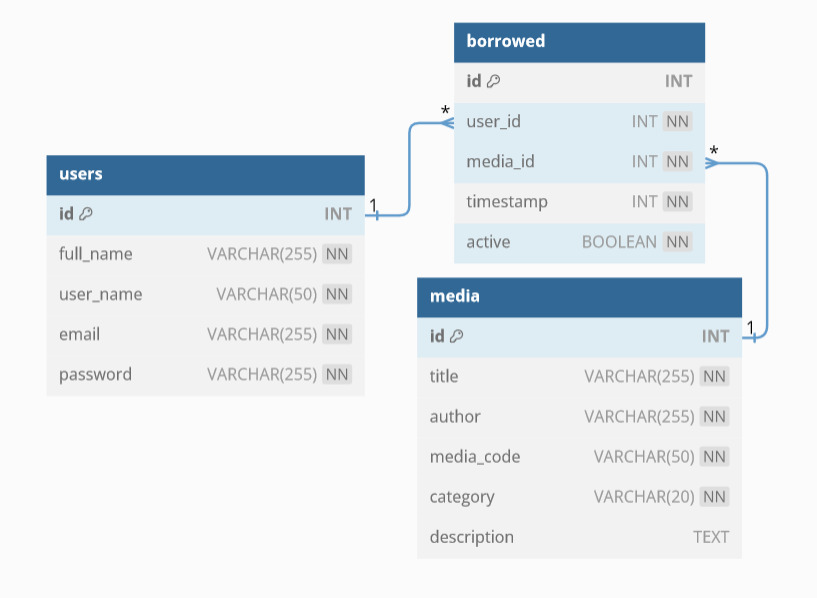 borrowed
id INT
user_id INT NN
media_id INT NN
timestamp INT NN
active BOOLEAN NN
*
*
users
id INT
full_name VARCHAR(255) NN
user_name VARCHAR(50) NN
email VARCHAR(255) NN
password VARCHAR(255) NN
1
media
id INT
title VARCHAR(255) NN
author VARCHAR(255) NN
media_code VARCHAR(50) NN
category VARCHAR(20) NN
description TEXT
1